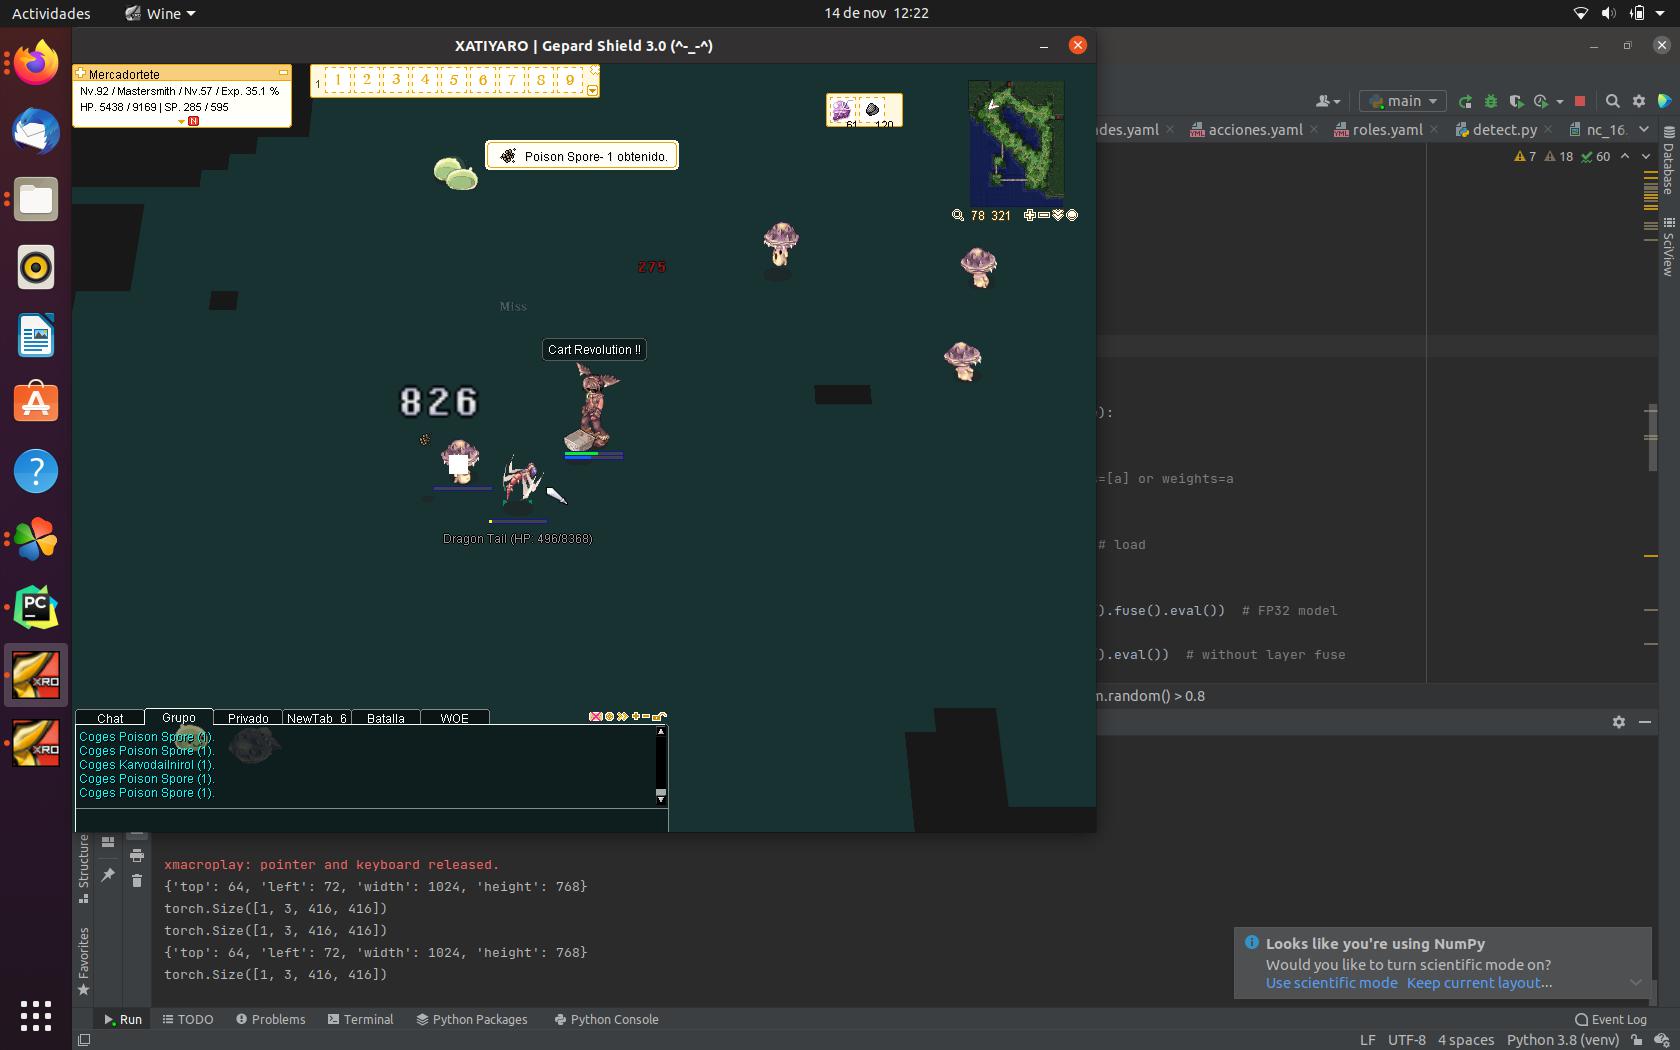 Actividades
Wine
14 de nov 12:22
XATIYARO | Gepard Shield 3.0 (^-_-^)
Mercadortete
Nv.92 / Mastersmith / Nv.57 / Exp. 35.1 %
HP. 5438 / 9169 | SP. 285 / 595
N
1 1 2 3 4 5 6 7 8 9
61 120
78 321
Poison Spore- 1 obtenido.
275
Miss
Cart Revolution !!
826
Dragon Tail (HP: 496/8368)
Chat
Grupo
Privado
NewTab_6
Batalla
WOE
Coges Poison Spore (1).
Coges Poison Spore (1).
Coges Karvodailnirol (1).
Coges Poison Spore (1).
Coges Poison Spore (1).
main
des.yaml
acciones.yaml
roles.yaml
detect.py
nc_16.
7 18 60
Database
SciView
):
=[a] or weights=a
# load
).fuse().eval()) # FP32 model
).eval()) # without layer fuse
m.random() > 0.8
PC
XRO
XRO
Structure
Favorites
xmacroplay: pointer and keyboard released.
{'top': 64, 'left': 72, 'width': 1024, 'height': 768}
torch.Size([1, 3, 416, 416])
torch.Size([1, 3, 416, 416])
{'top': 64, 'left': 72, 'width': 1024, 'height': 768}
torch.Size([1, 3, 416, 416])
Looks like you're using NumPy
Would you like to turn scientific mode on?
Use scientific mode Keep current layout...
Run
TODO
Problems
Terminal
Python Packages
Python Console
Event Log
LF UTF-8 4 spaces Python 3.8 (venv)